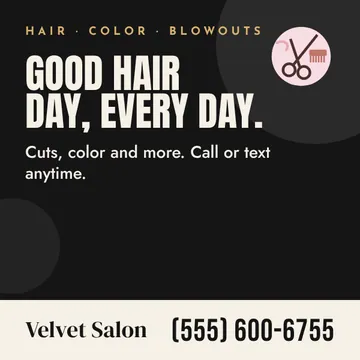 HAIR · COLOR · BLOWOUTS
GOOD HAIR
DAY, EVERY DAY.
Cuts, color and more. Call or text
anytime.
Velvet Salon (555) 600-6755